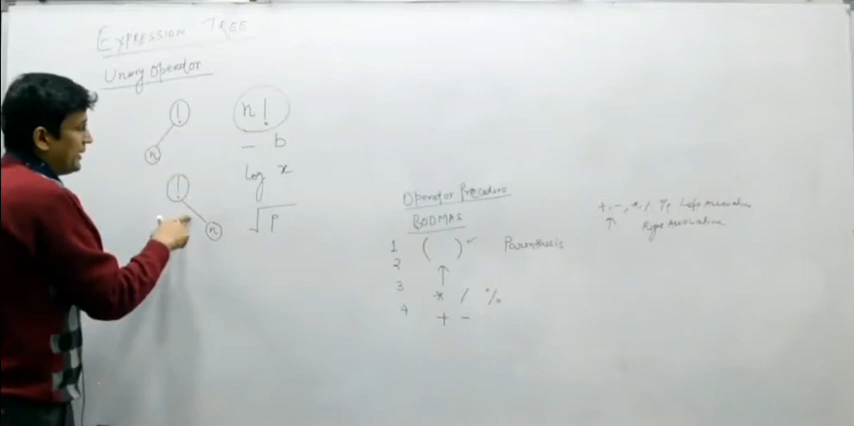 EXPRESSION TREE
Unary Operator
!
n
!
n
n!
- b
log x
√P
Operator Precedence
BODMAS
1 ( ) ✓ Parenthesis
2 ↑
3 * / %
4 + -
+, -, *, /, % Left Associative
↑ Right Associative